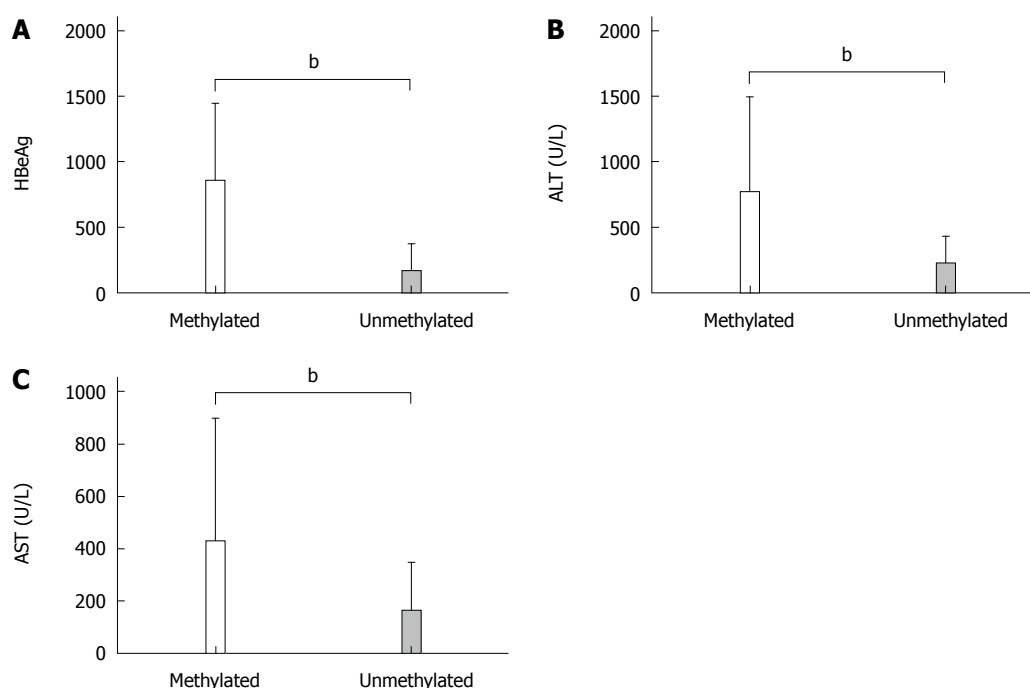 A
2000
b
1500
HBeAg
1000
500
0
Methylated Unmethylated
B
2000
b
1500
ALT (U/L)
1000
500
0
Methylated Unmethylated
C
1000
b
800
AST (U/L)
600
400
200
0
Methylated Unmethylated